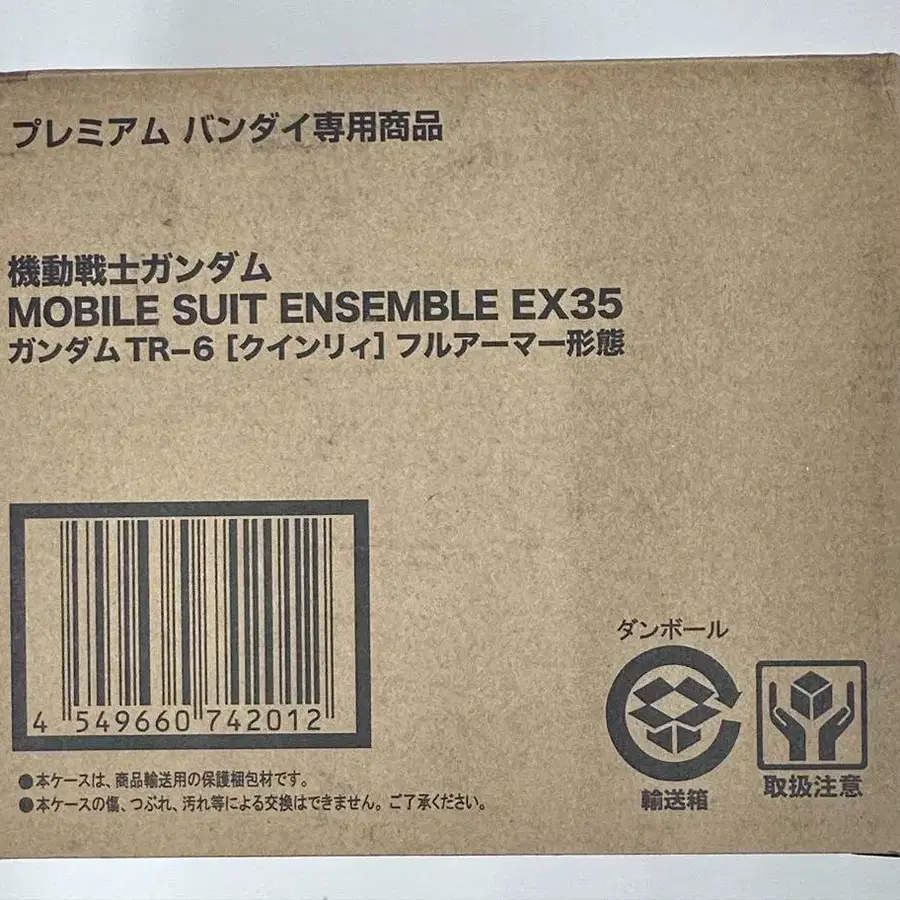 プレミアム バンダイ専用商品
機動戦士ガンダム
MOBILE SUIT ENSEMBLE EX35
ガンダムTR-6 [クインリィ] フルアーマー形態
4 549660 742012
●本ケースは、商品輸送用の保護梱包材です。
●本ケースの傷、つぶれ、汚れ等による交換はできません。ご了承ください。
ダンボール
輸送箱
取扱注意